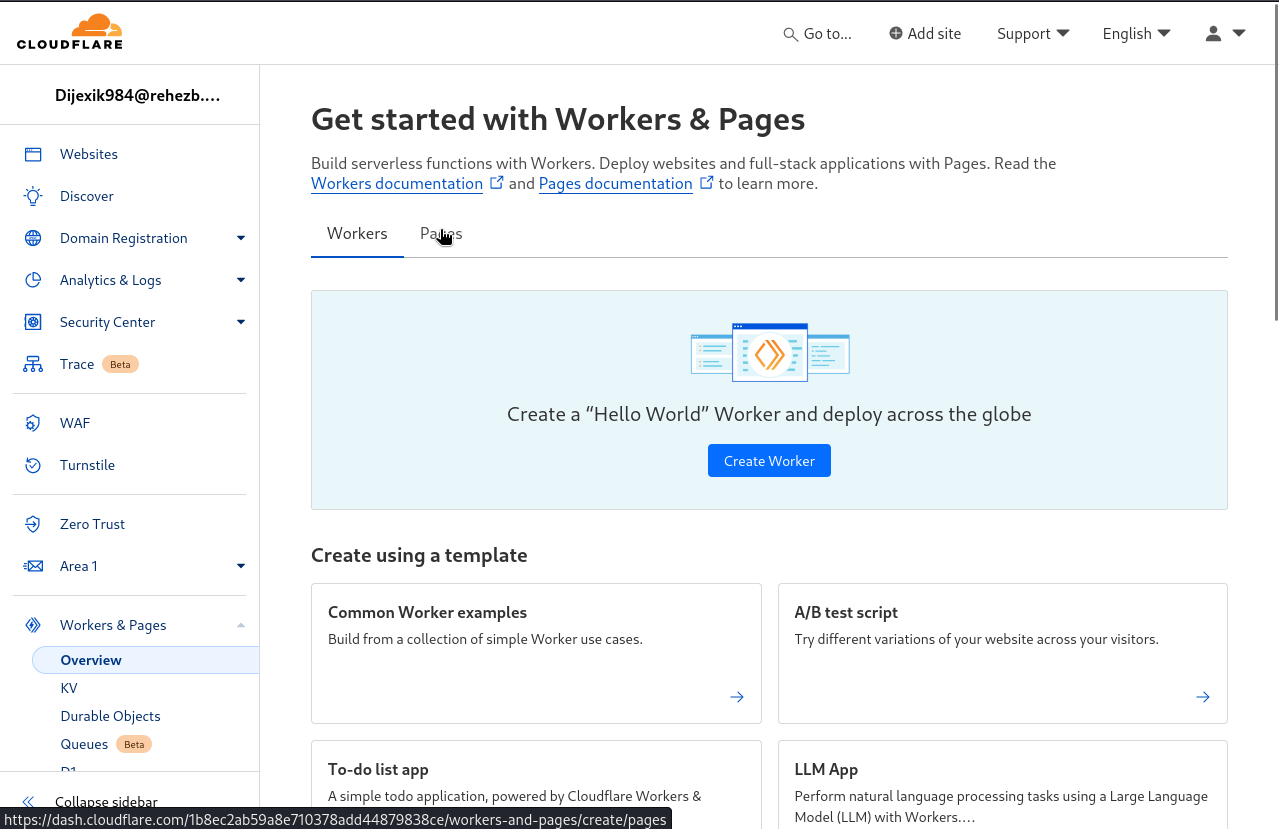 CLOUDFLARE
Go to...
Add site
Support
English
Dijexik984@rehezb....
Websites
Discover
Domain Registration
Analytics & Logs
Security Center
Trace Beta
WAF
Turnstile
Zero Trust
Area 1
Workers & Pages
Overview
KV
Durable Objects
Queues Beta
D1
Collapse sidebar
Get started with Workers & Pages
Build serverless functions with Workers. Deploy websites and full-stack applications with Pages. Read the
Workers documentation and Pages documentation to learn more.
Workers Pages
Create a “Hello World” Worker and deploy across the globe
Create Worker
Create using a template
Common Worker examples
Build from a collection of simple Worker use cases.
A/B test script
Try different variations of your website across your visitors.
To-do list app
A simple todo application, powered by Cloudflare Workers &
LLM App
Perform natural language processing tasks using a Large Language
Model (LLM) with Workers....
https://dash.cloudflare.com/1b8ec2ab59a8e710378add44879838ce/workers-and-pages/create/pages